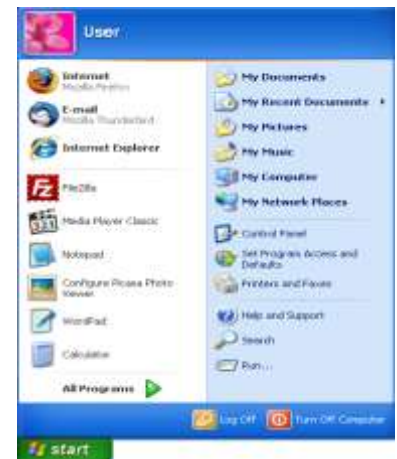 User
Internet
Mozilla Firefox
E-mail
Mozilla Thunderbird
Internet Explorer
FileZilla
Media Player Classic
Notepad
Configure Picasa Photo
Viewer
WordPad
Calculator
All Programs
My Documents
My Recent Documents
My Pictures
My Music
My Computer
My Network Places
Control Panel
Set Program Access and
Defaults
Printers and Faxes
Help and Support
Search
Run...
Log Off
Turn Off Computer
start